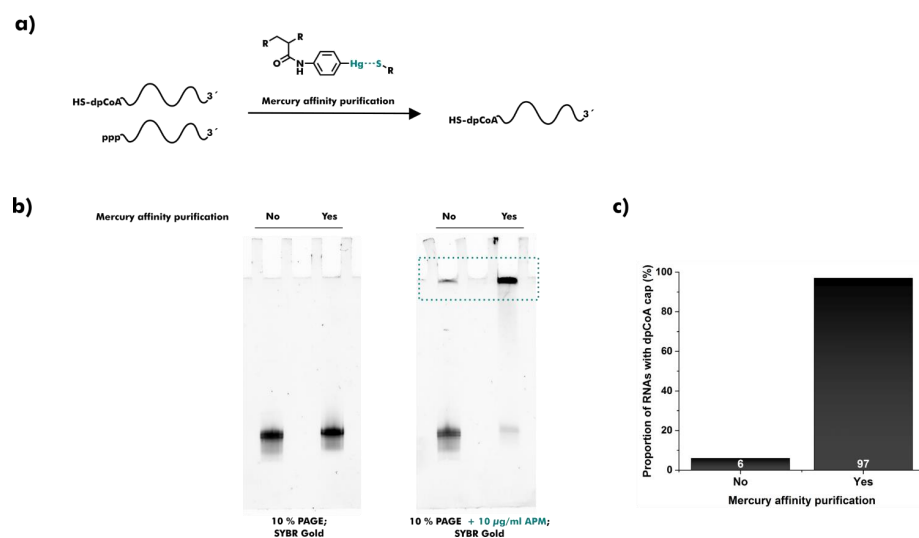 a)
R
R
O
N
H
Hg
S
R
HS-dpCoA
3´
ppp
3´
Mercury affinity purification
HS-dpCoA
3´
b)
Mercury affinity purification
No
Yes
No
Yes
10 % PAGE;
SYBR Gold
10 % PAGE + 10 µg/ml APM;
SYBR Gold
c)
Proportion of RNAs with dpCoA cap (%)
100
80
60
40
20
0
6
97
No
Yes
Mercury affinity purification